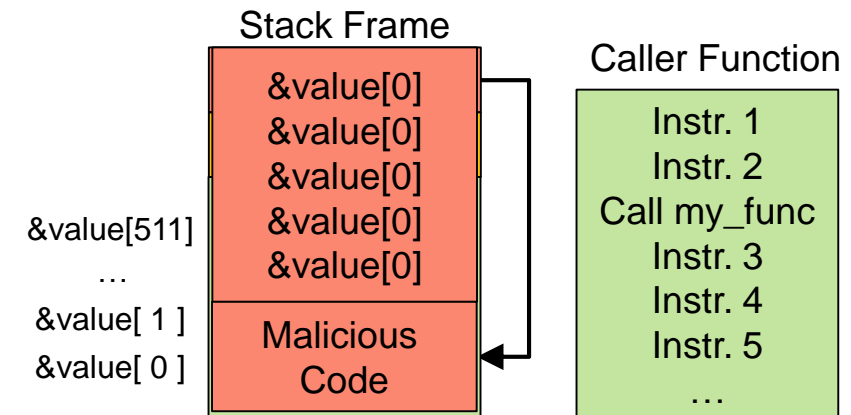 Stack Frame
&value[0]
&value[0]
&value[0]
&value[0]
&value[0]
Malicious
Code
&value[511]
…
&value[ 1 ]
&value[ 0 ]
Caller Function
Instr. 1
Instr. 2
Call my_func
Instr. 3
Instr. 4
Instr. 5
…